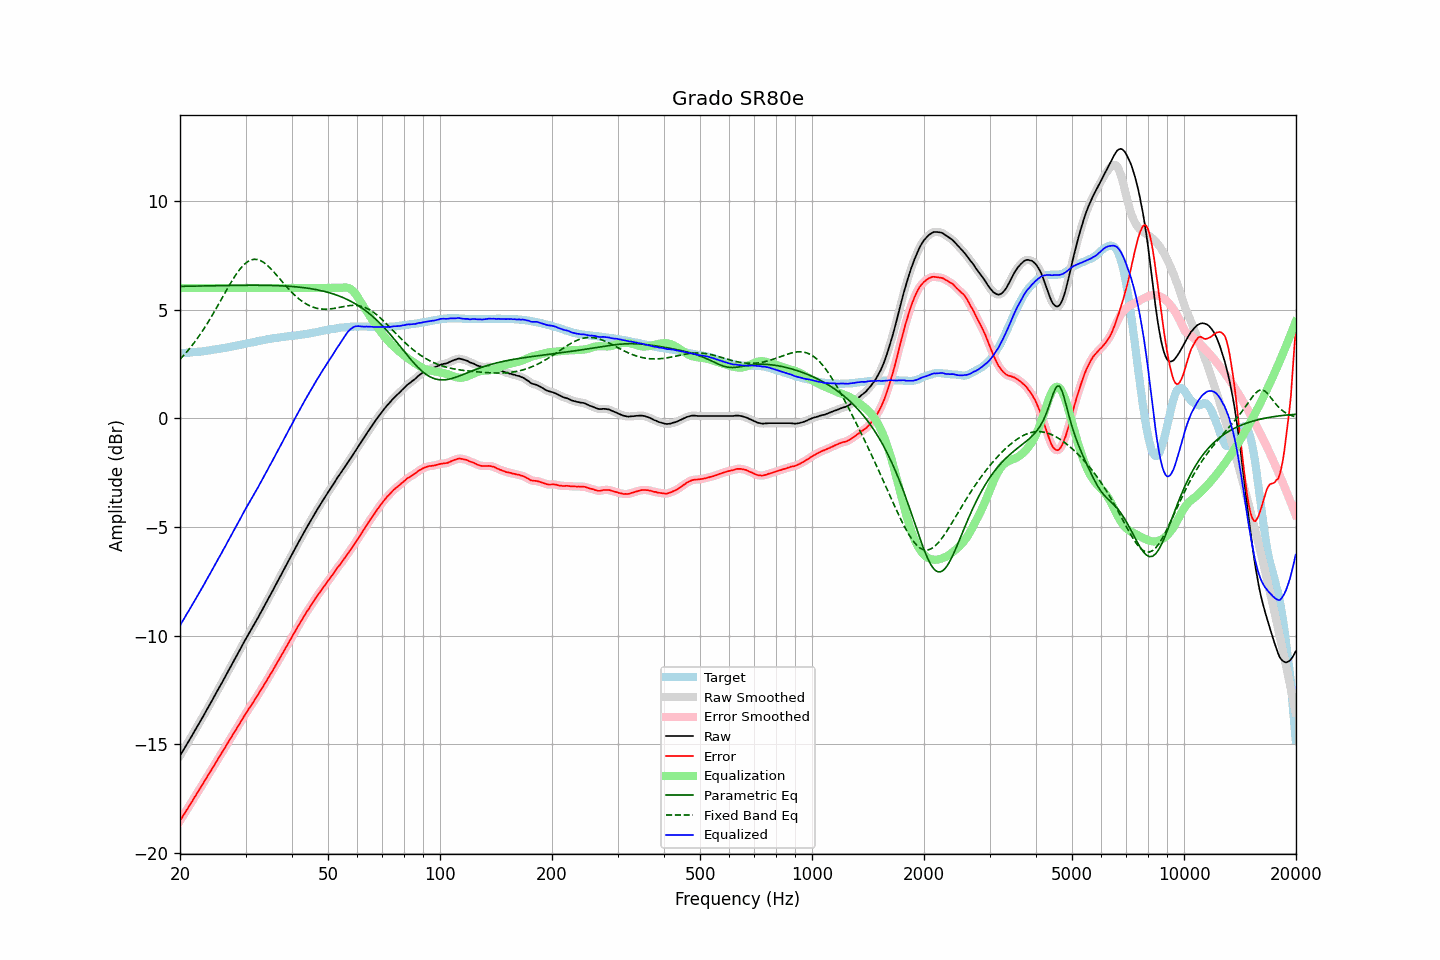 Grado SR80e
Amplitude (dBr)
10
5
0
−5
−10
−15
−20
Target
Raw Smoothed
Error Smoothed
Raw
Error
Equalization
Parametric Eq
Fixed Band Eq
Equalized
20 50 100 200 500 1000 2000 5000 10000 20000
Frequency (Hz)